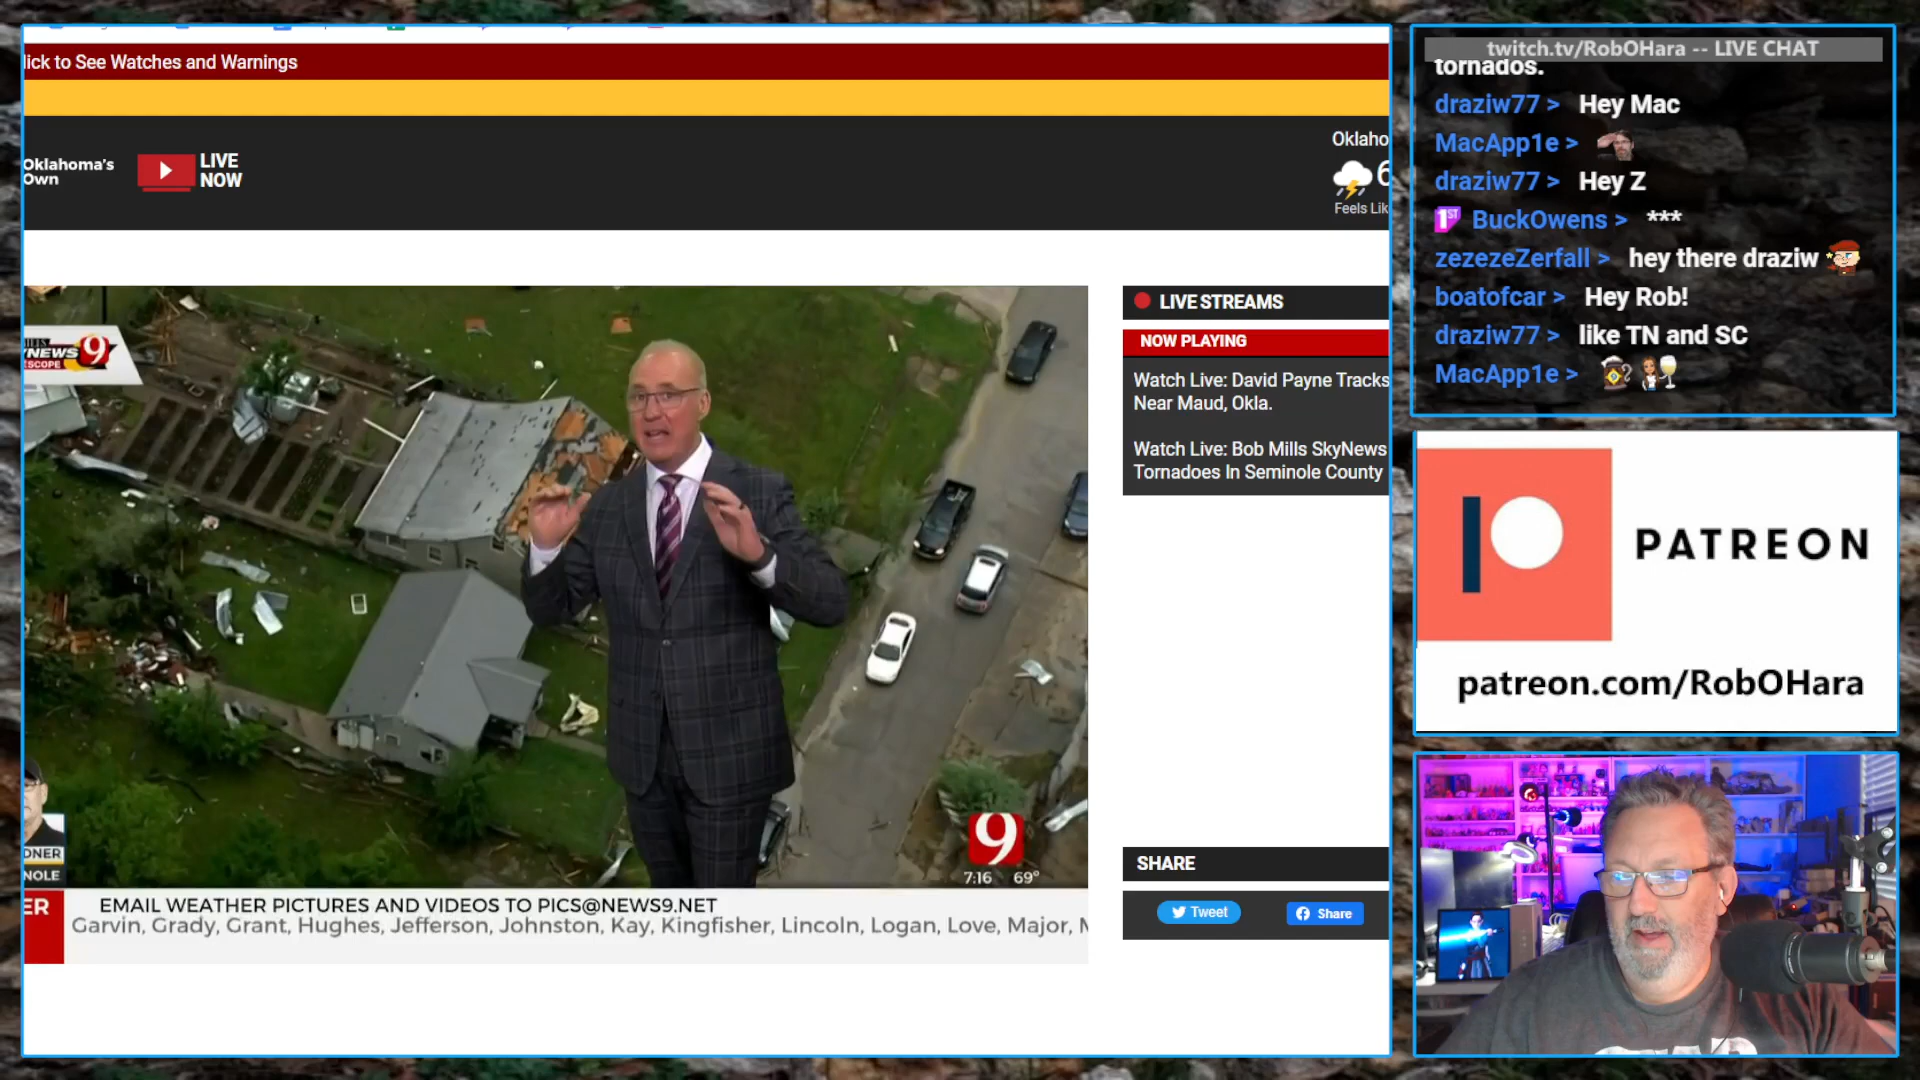 lick to See Watches and Warnings
Oklahoma's
Own
LIVE
NOW
Oklaho
6
Feels Lik
NEWS 9
SCOPE
LIVE STREAMS
NOW PLAYING
Watch Live: David Payne Tracks
Near Maud, Okla.
Watch Live: Bob Mills SkyNews
Tornadoes In Seminole County
9
7:16 69°
DNER
NOLE
ER
EMAIL WEATHER PICTURES AND VIDEOS TO PICS@NEWS9.NET
Garvin, Grady, Grant, Hughes, Jefferson, Johnston, Kay, Kingfisher, Lincoln, Logan, Love, Major, M
SHARE
Tweet
Share
twitch.tv/RobOHara -- LIVE CHAT
tornados.
draziw77 > Hey Mac
MacApp1e >
draziw77 > Hey Z
1ST BuckOwens > ***
zezezeZerfall > hey there draziw
boatofcar > Hey Rob!
draziw77 > like TN and SC
MacApp1e >
PATREON
patreon.com/RobOHara